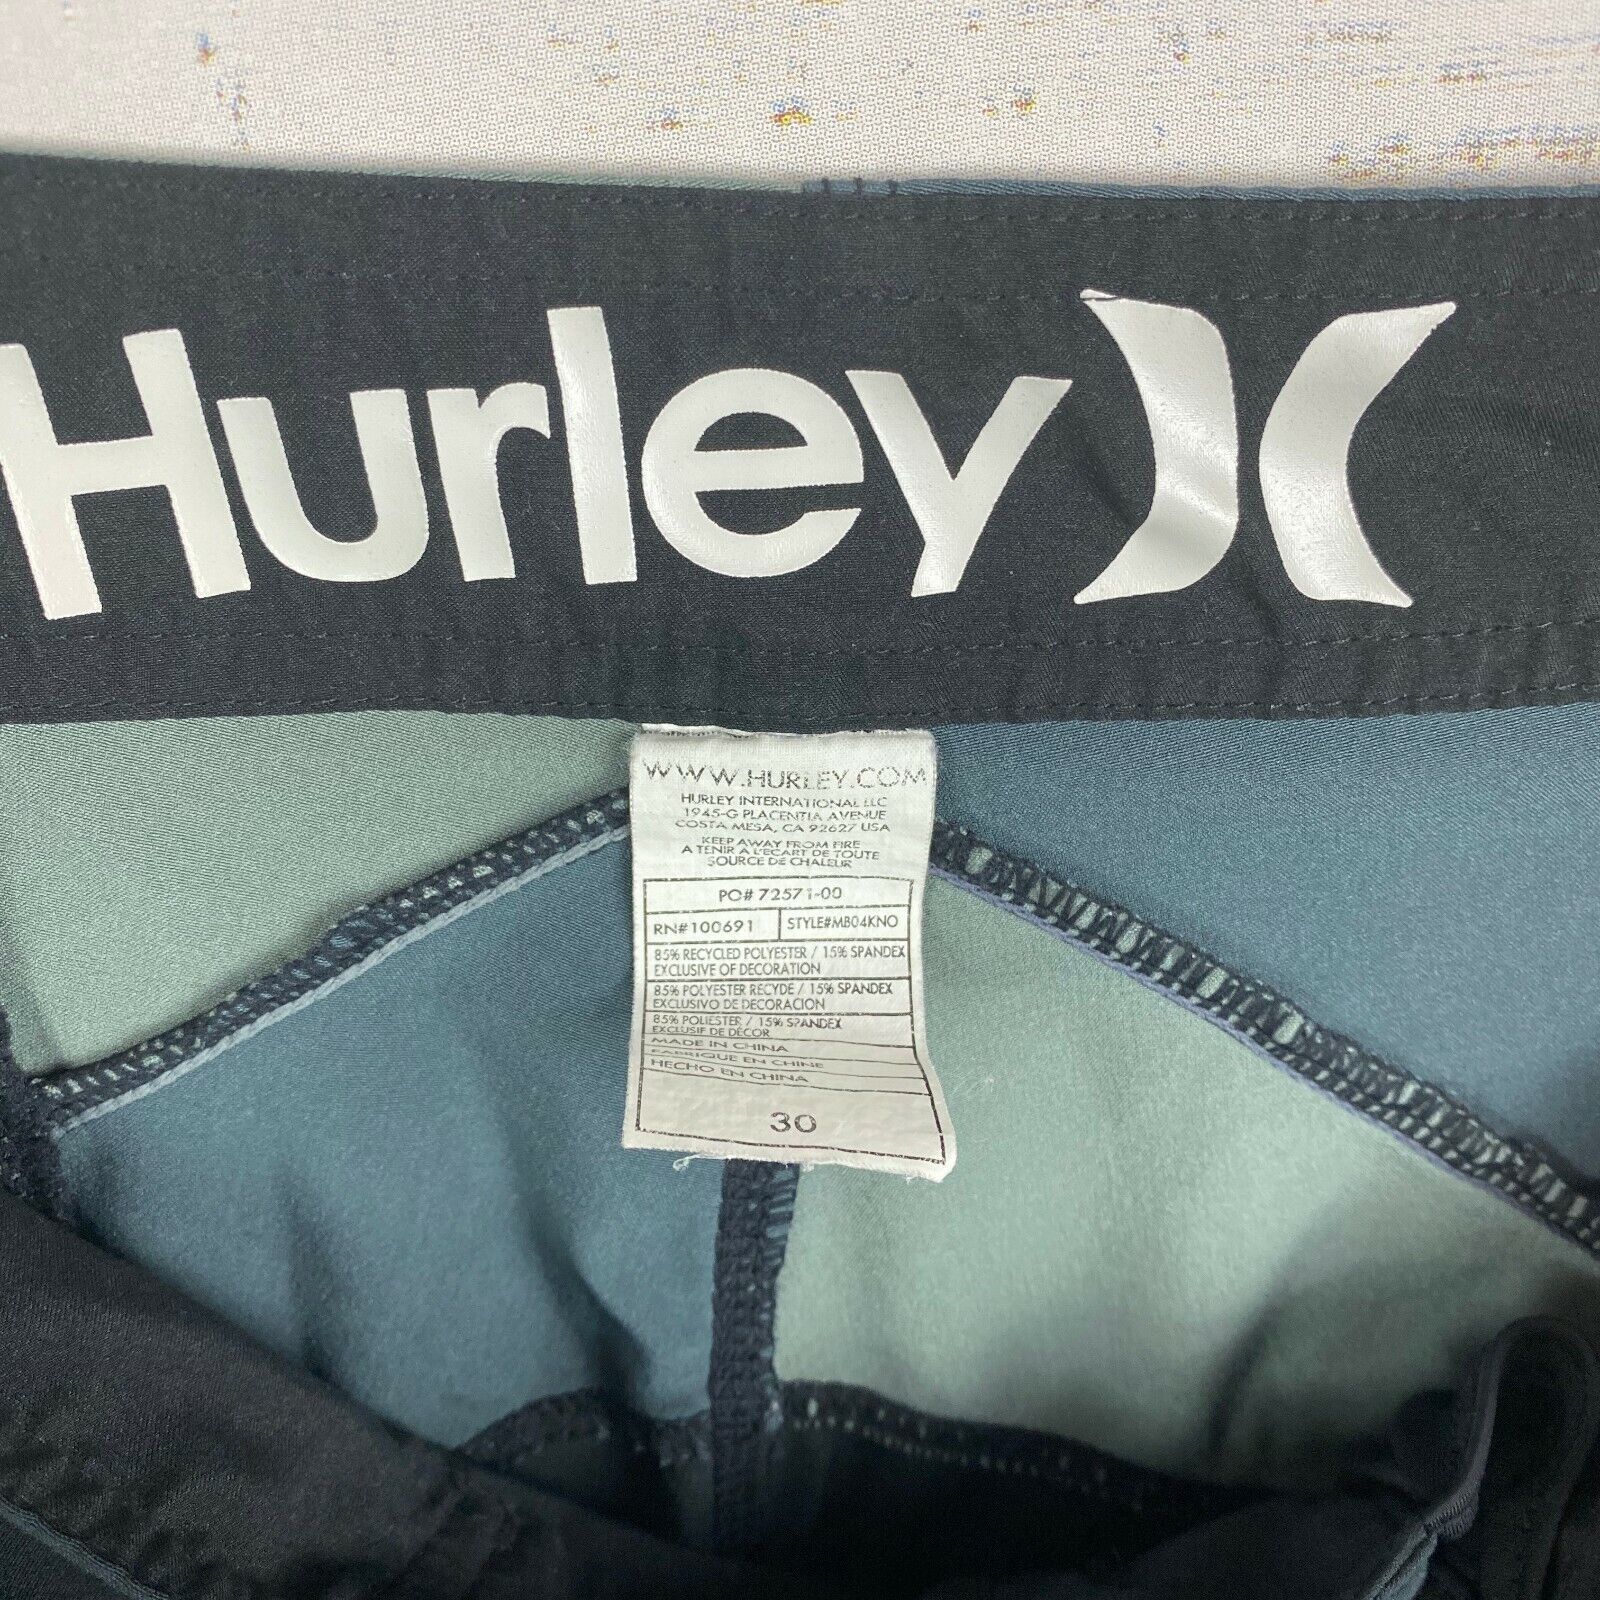 Hurley
WWW.HURLEY.COM
HURLEY INTERNATIONAL LLC
1945-G PLACENTIA AVENUE
COSTA MESA, CA 92627 USA
KEEP AWAY FROM FIRE
A TENIR A L'ECART DE TOUTE
SOURCE DE CHALEUR
PO# 72571-00
RN#100691 STYLE#MB04KNO
85% RECYCLED POLYESTER / 15% SPANDEX
EXCLUSIVE OF DECORATION
85% POLYESTER RECYDE / 15% SPANDEX
EXCLUSIVO DE DECORACION
85% POLIESTER / 15% SPANDEX
EXCLUSIF DE DÉCOR
MADE IN CHINA
FABRIQUE EN CHINE
HECHO EN CHINA
30